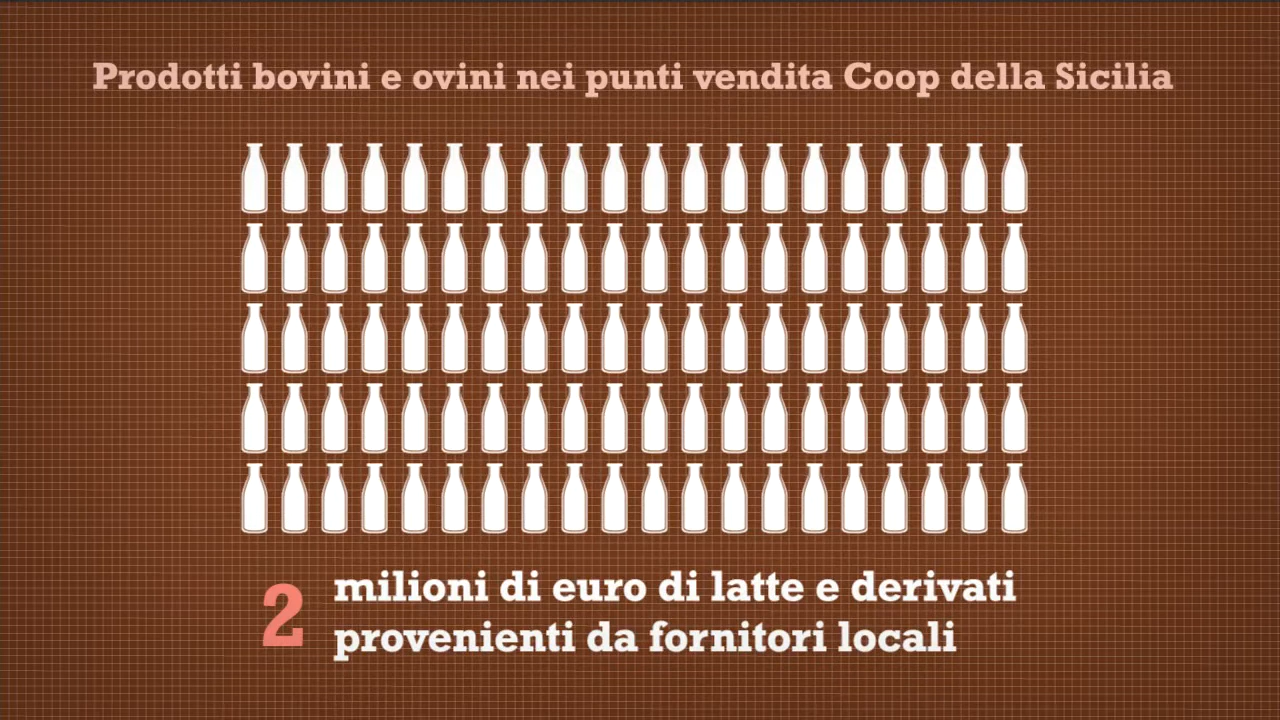 Prodotti bovini e ovini nei punti vendita Coop della Sicilia
2 milioni di euro di latte e derivati
provenienti da fornitori locali